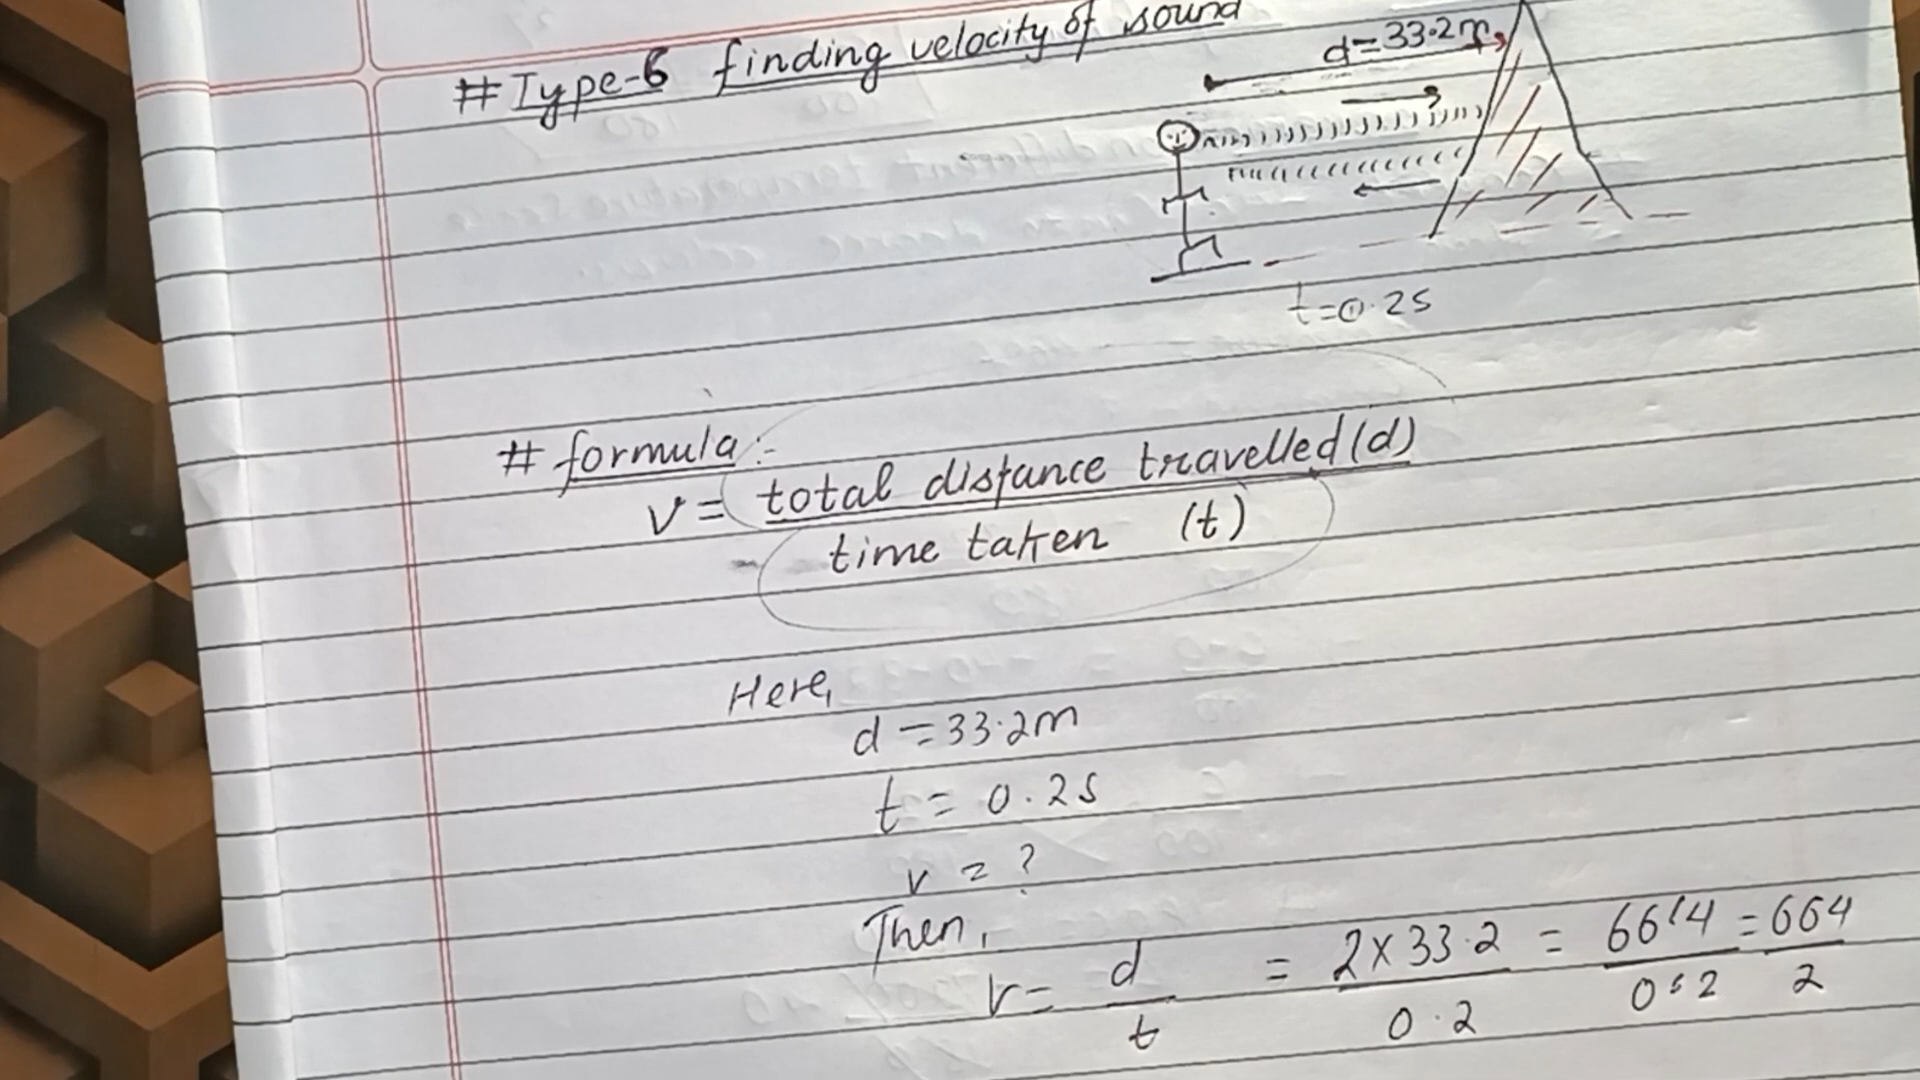 #Type-6 finding velocity of sound
d=33.2m
t=0.2s
# formula:-
v= total distance travelled(d)
time taken (t)
Here,
d=33.2m
t = 0.2s
v = ?
Then,
v= d/t = 2×33.2/0.2 = 66.4/0.2 = 664/2